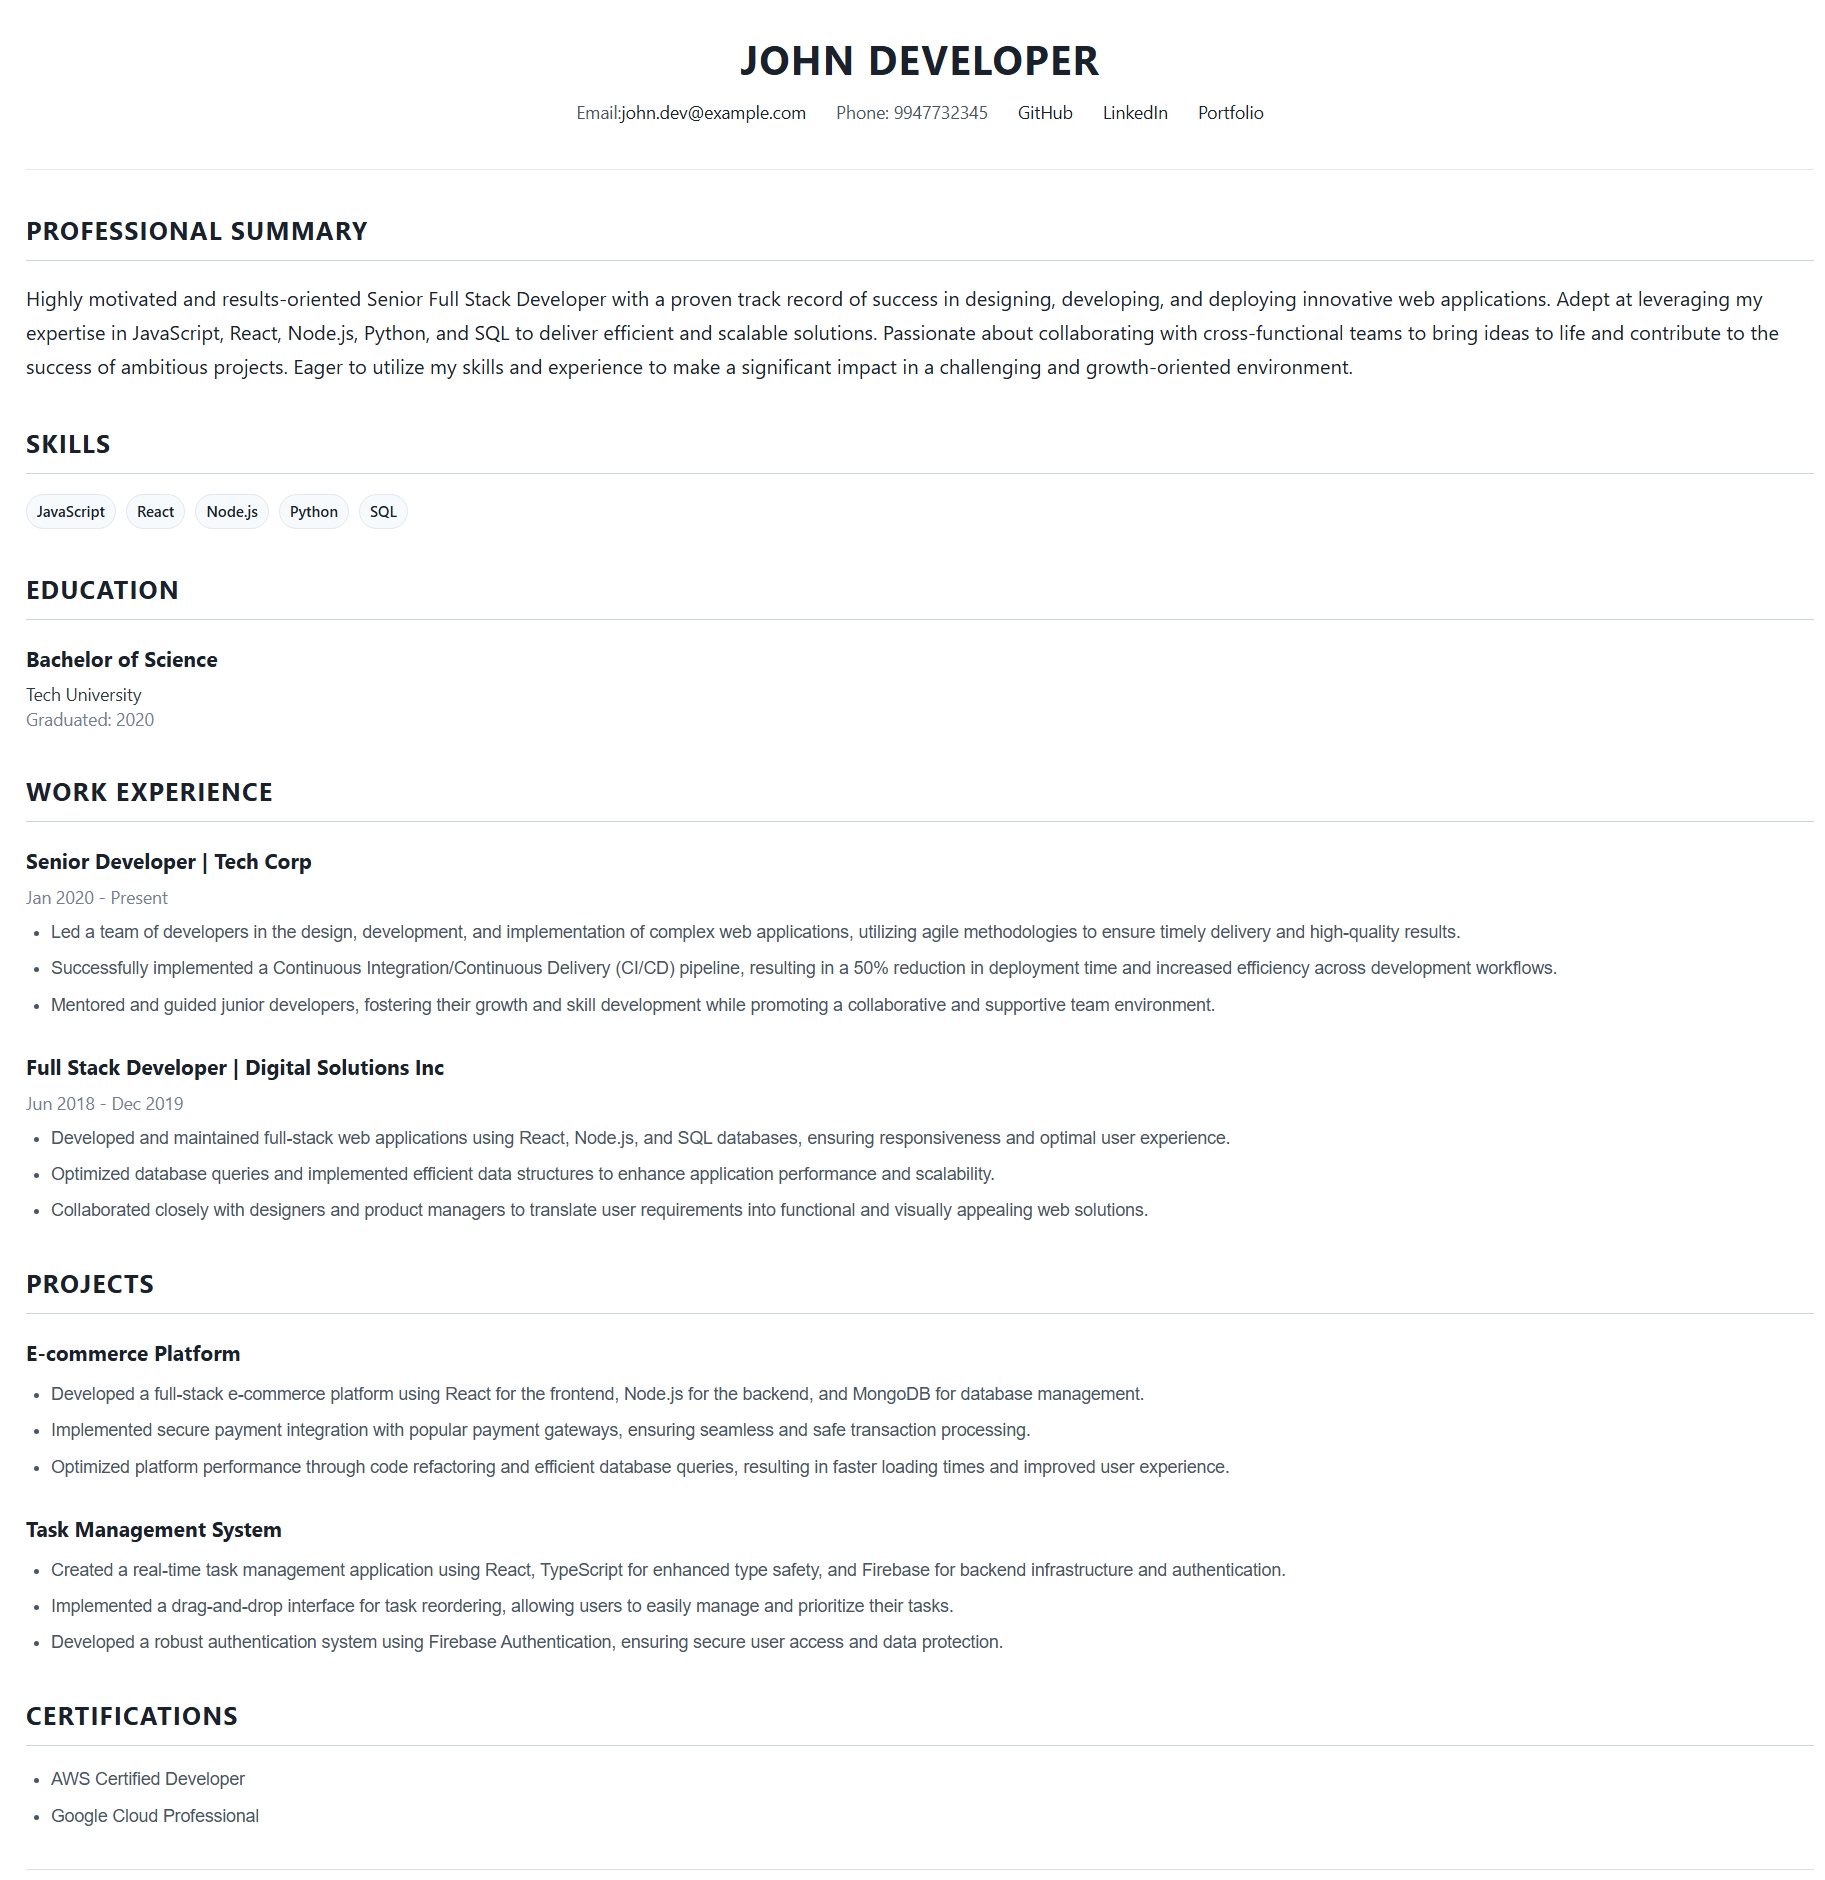 JOHN DEVELOPER
Email:john.dev@example.com Phone: 9947732345 GitHub LinkedIn Portfolio
PROFESSIONAL SUMMARY
Highly motivated and results-oriented Senior Full Stack Developer with a proven track record of success in designing, developing, and deploying innovative web applications. Adept at leveraging my
expertise in JavaScript, React, Node.js, Python, and SQL to deliver efficient and scalable solutions. Passionate about collaborating with cross-functional teams to bring ideas to life and contribute to the
success of ambitious projects. Eager to utilize my skills and experience to make a significant impact in a challenging and growth-oriented environment.
SKILLS
JavaScript React Node.js Python SQL
EDUCATION
Bachelor of Science
Tech University
Graduated: 2020
WORK EXPERIENCE
Senior Developer | Tech Corp
Jan 2020 - Present
• Led a team of developers in the design, development, and implementation of complex web applications, utilizing agile methodologies to ensure timely delivery and high-quality results.
• Successfully implemented a Continuous Integration/Continuous Delivery (CI/CD) pipeline, resulting in a 50% reduction in deployment time and increased efficiency across development workflows.
• Mentored and guided junior developers, fostering their growth and skill development while promoting a collaborative and supportive team environment.
Full Stack Developer | Digital Solutions Inc
Jun 2018 - Dec 2019
• Developed and maintained full-stack web applications using React, Node.js, and SQL databases, ensuring responsiveness and optimal user experience.
• Optimized database queries and implemented efficient data structures to enhance application performance and scalability.
• Collaborated closely with designers and product managers to translate user requirements into functional and visually appealing web solutions.
PROJECTS
E-commerce Platform
• Developed a full-stack e-commerce platform using React for the frontend, Node.js for the backend, and MongoDB for database management.
• Implemented secure payment integration with popular payment gateways, ensuring seamless and safe transaction processing.
• Optimized platform performance through code refactoring and efficient database queries, resulting in faster loading times and improved user experience.
Task Management System
• Created a real-time task management application using React, TypeScript for enhanced type safety, and Firebase for backend infrastructure and authentication.
• Implemented a drag-and-drop interface for task reordering, allowing users to easily manage and prioritize their tasks.
• Developed a robust authentication system using Firebase Authentication, ensuring secure user access and data protection.
CERTIFICATIONS
• AWS Certified Developer
• Google Cloud Professional